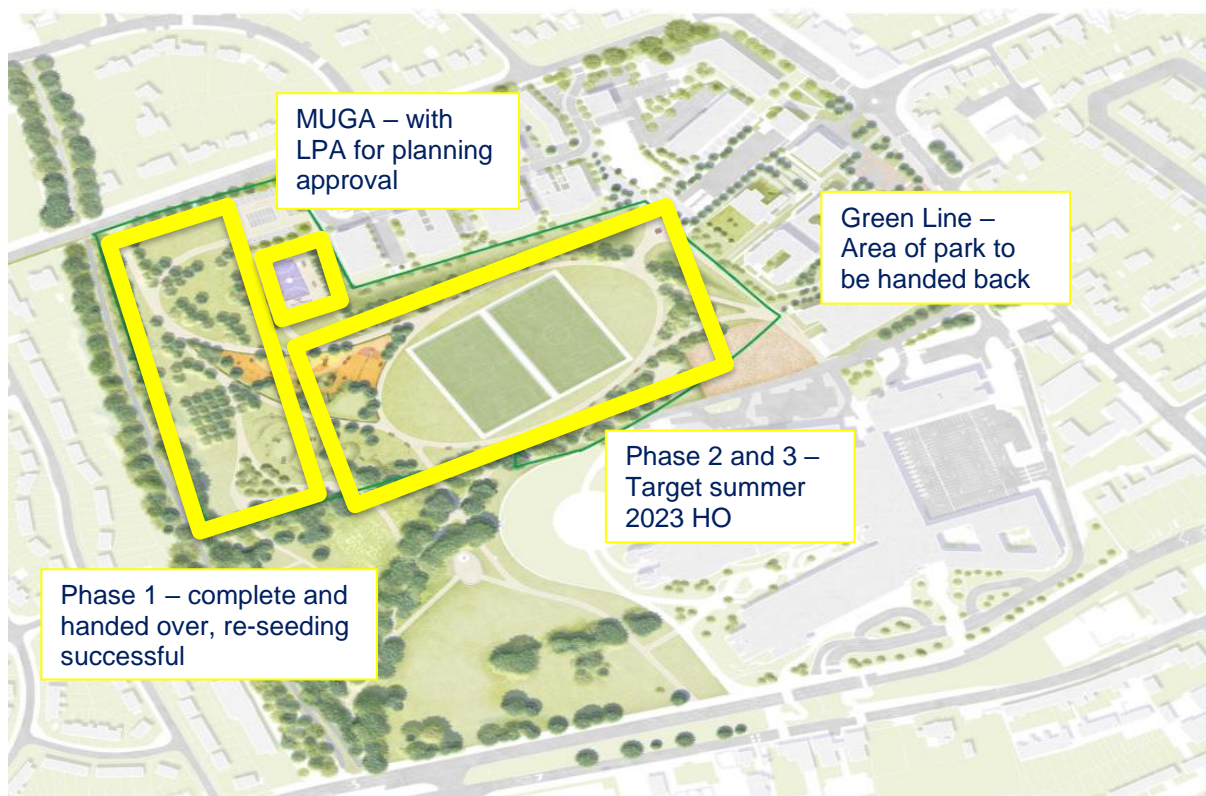 MUGA – with
LPA for planning
approval
Green Line –
Area of park to
be handed back
Phase 2 and 3 –
Target summer
2023 HO
Phase 1 – complete and
handed over, re-seeding
successful